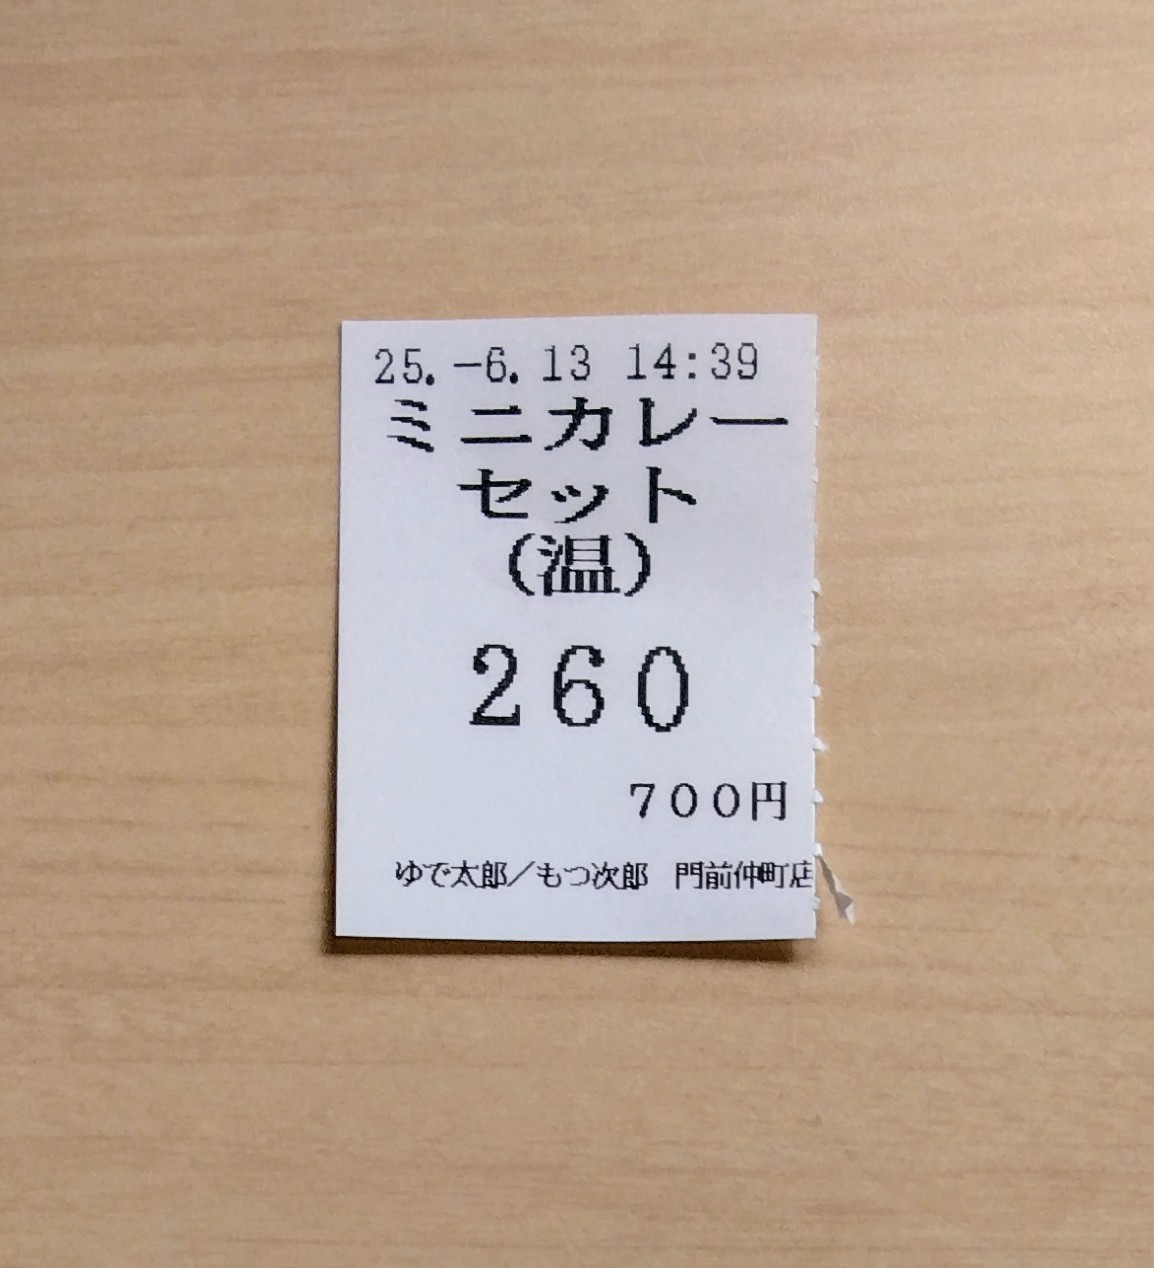 25.-6.13 14:39
ミニカレー
セット
(温)
260
700円
ゆで太郎/もつ次郎 門前仲町店